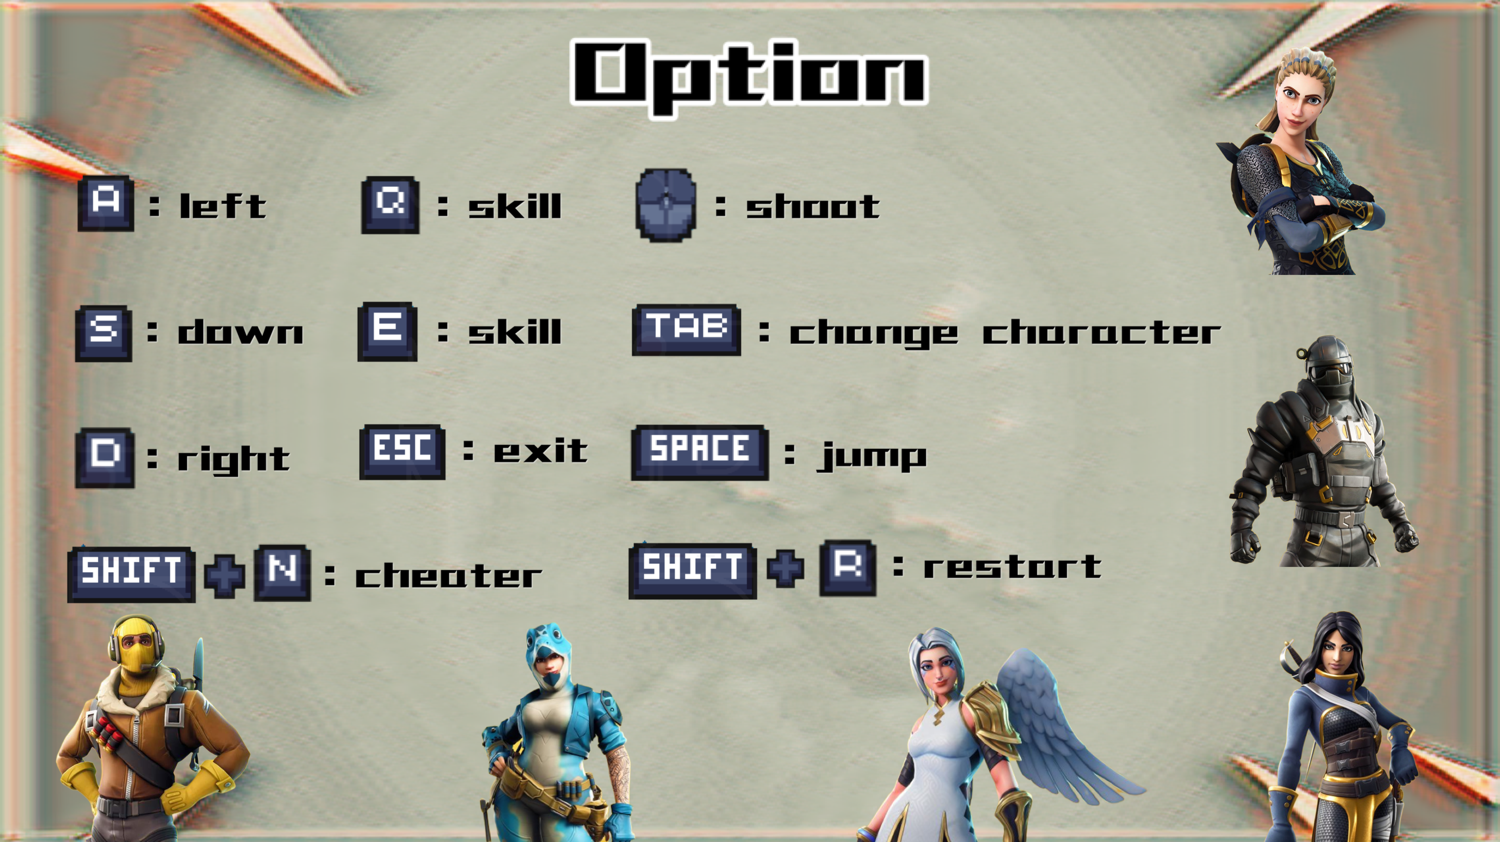 Option
A : left Q : skill : shoot
S : down E : skill TAB : change character
D : right ESC : exit SPACE : jump
SHIFT + N : cheater SHIFT + R : restart